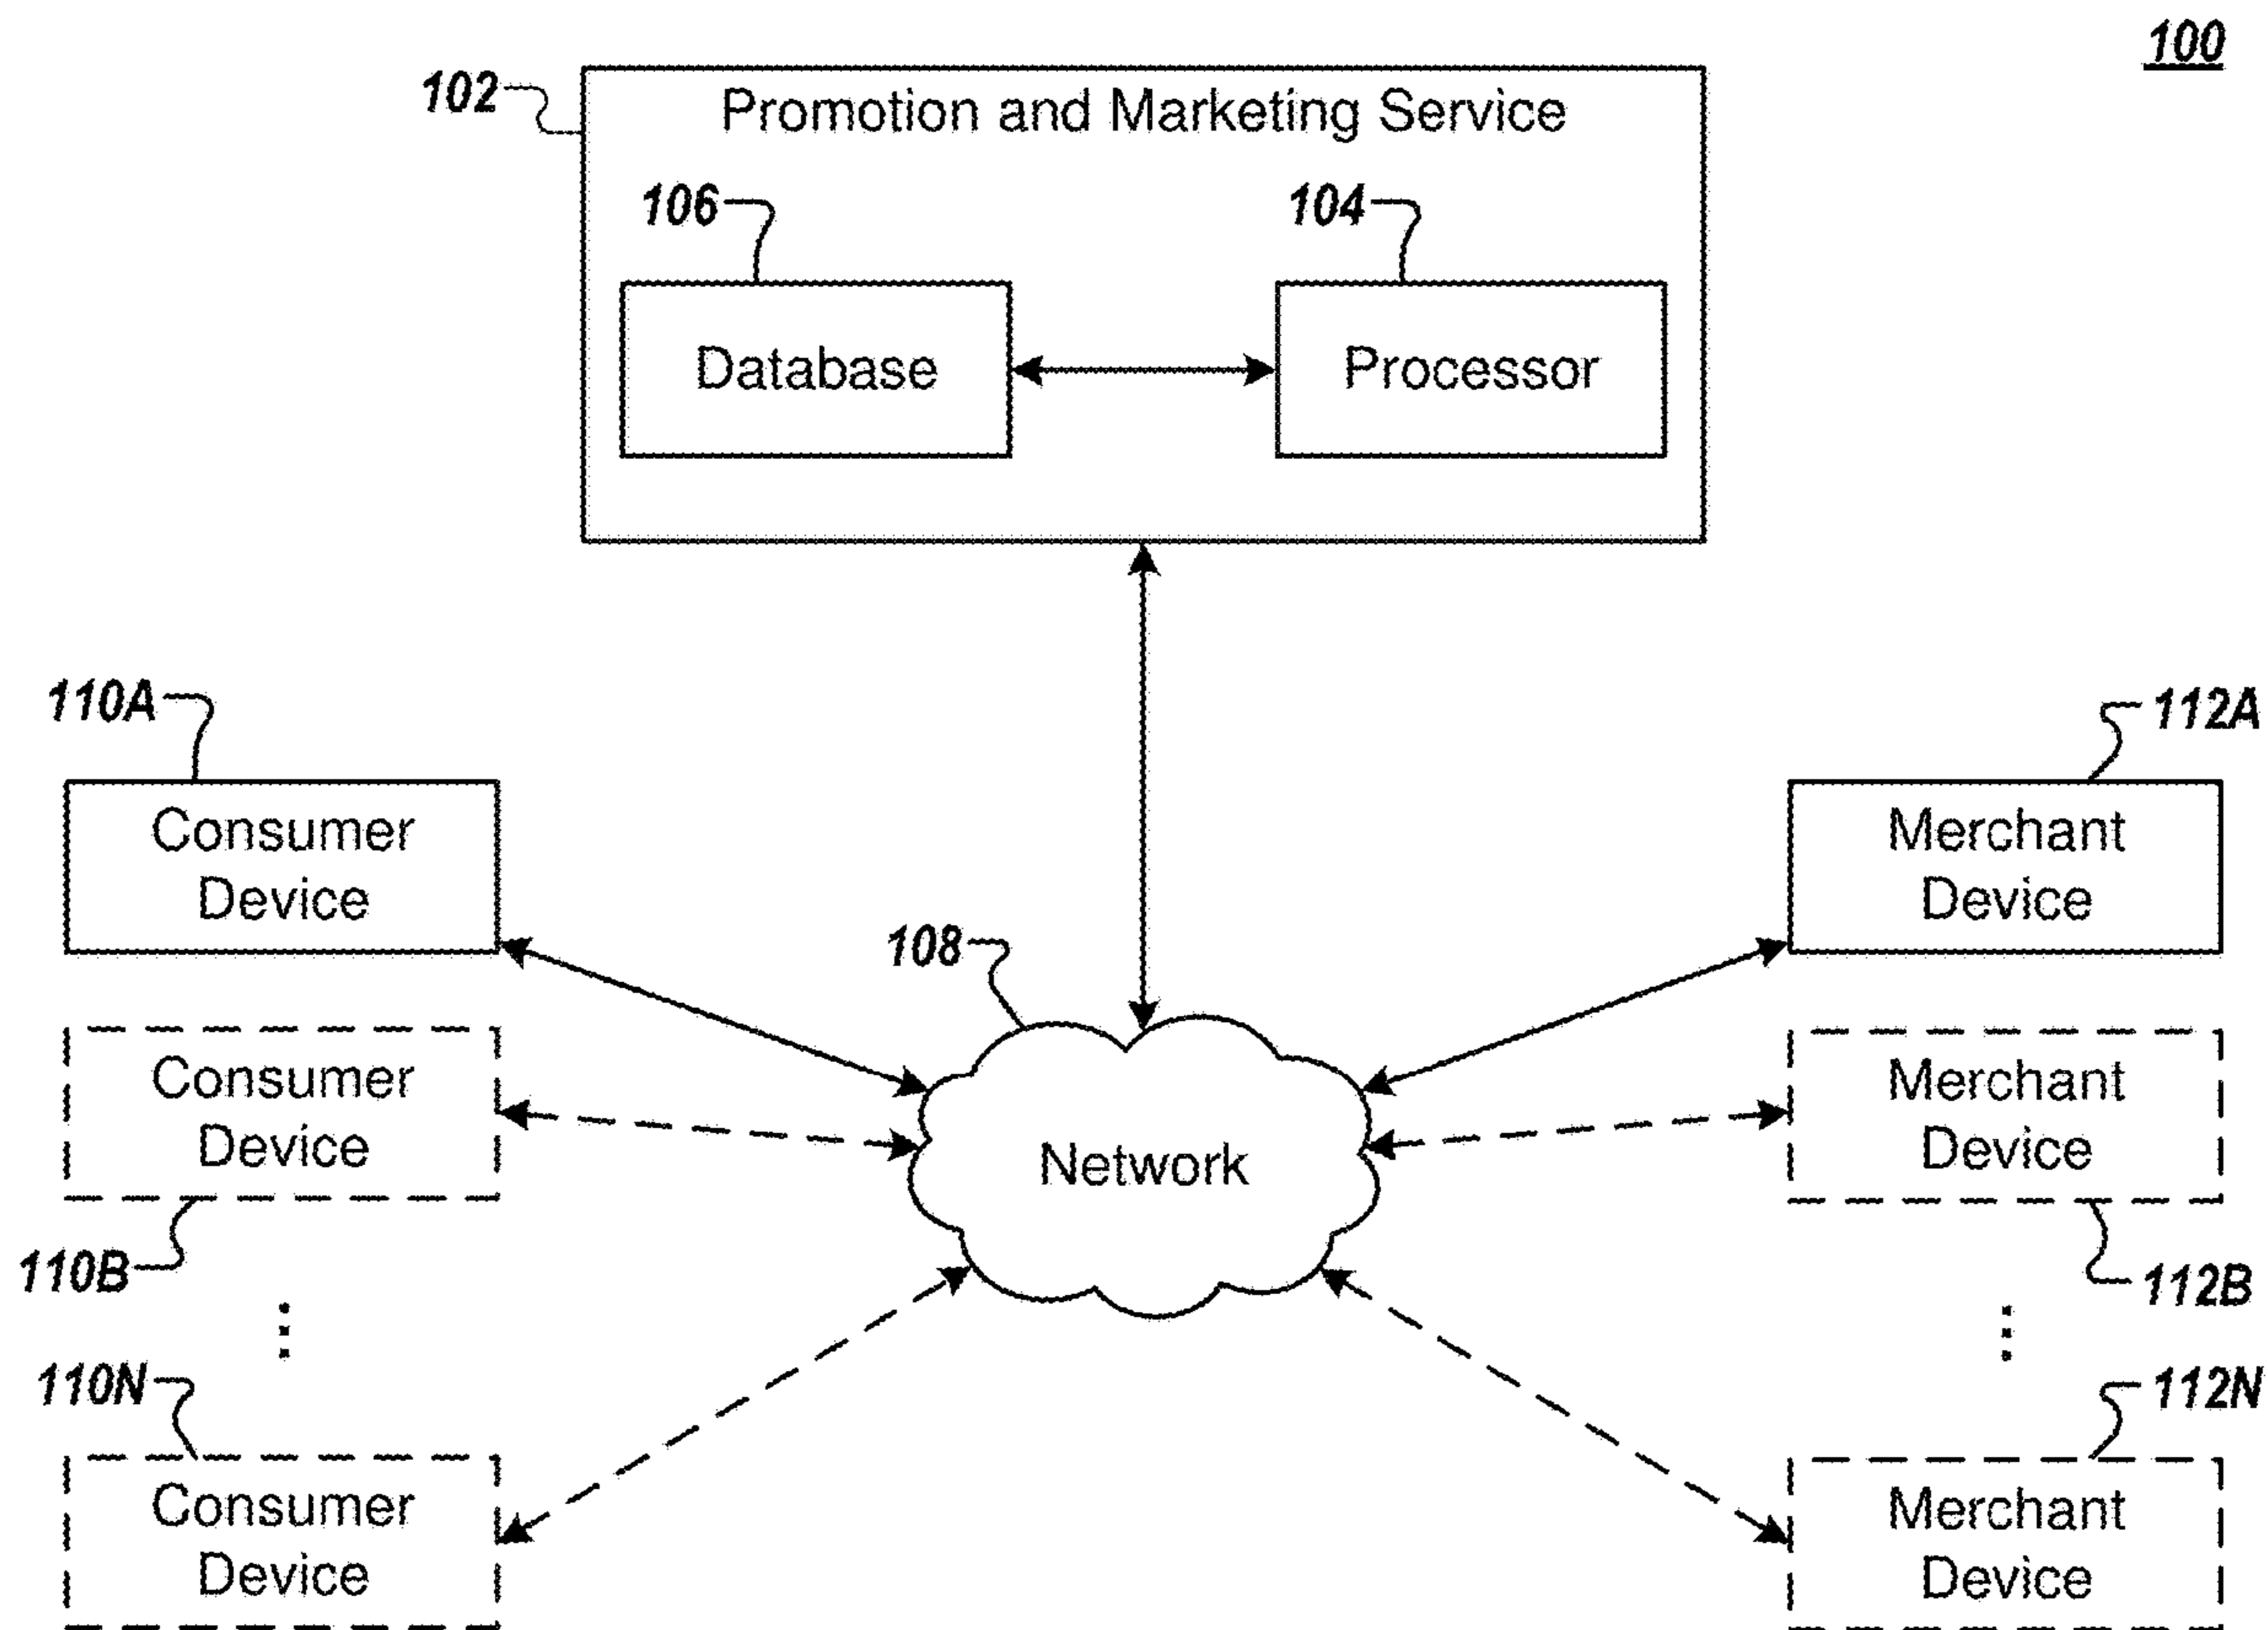 100
102
Promotion and Marketing Service
106
104
Database
Processor
110A
112A
Consumer
Device
Merchant
Device
108
Consumer
Device
Network
Merchant
Device
110B
112B
110N
112N
Consumer
Device
Merchant
Device